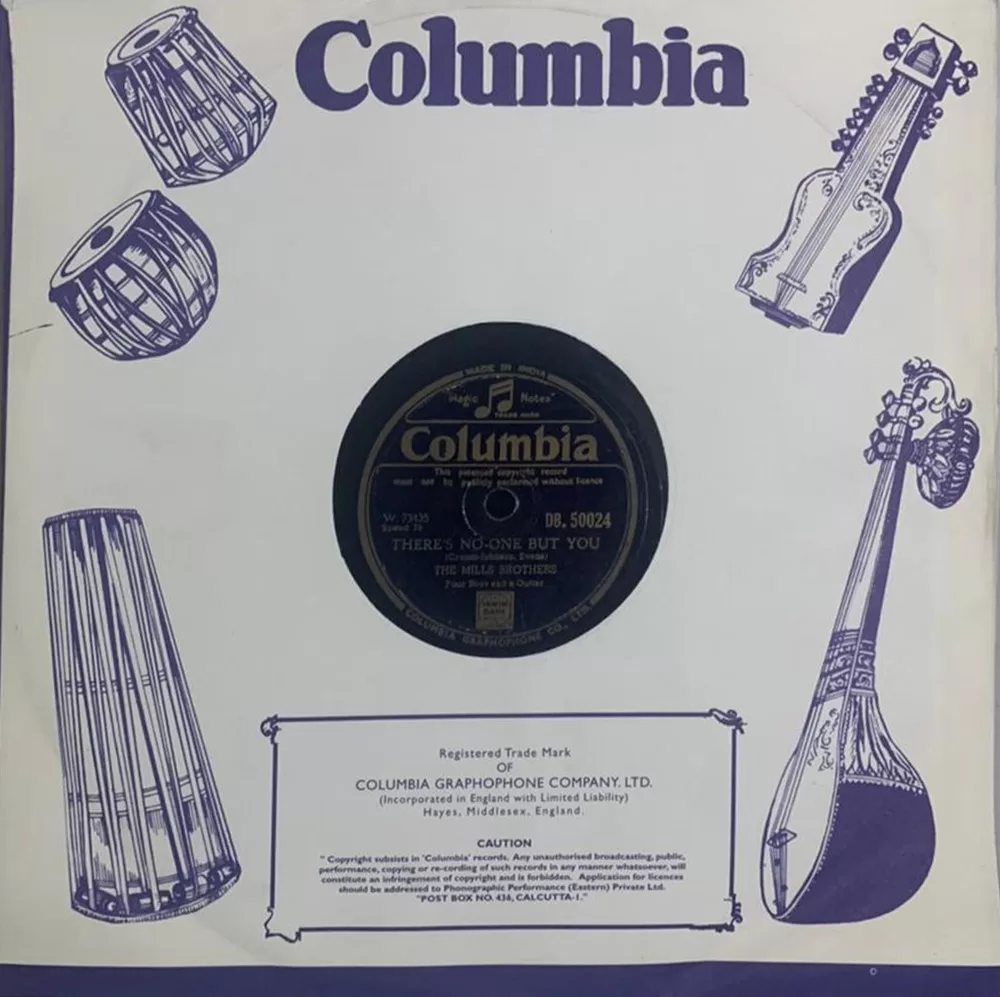 Columbia
MADE IN INDIA
"Magic Notes"
TRADE MARK
Columbia
This copyright record
must not be publicly performed without licence
DB. 50024
Speed 78
THERE'S NO-ONE BUT YOU
THE MILLS BROTHERS
Four Boys and a Guitar
COLUMBIA GRAPHOPHONE CO., LTD.
Registered Trade Mark
OF
COLUMBIA GRAPHOPHONE COMPANY, LTD.
(Incorporated in England with Limited Liability)
Hayes, Middlesex, England.
CAUTION
" Copyright subsists in 'Columbia' records. Any unauthorised broadcasting, public,
performance, copying or re-cording of such records in any manner whatsoever, will
constitute an infringement of copyright and is forbidden. Application for licences
should be addressed to Phonographic Performance (Eastern) Private Ltd.
"POST BOX NO. 436, CALCUTTA-1."